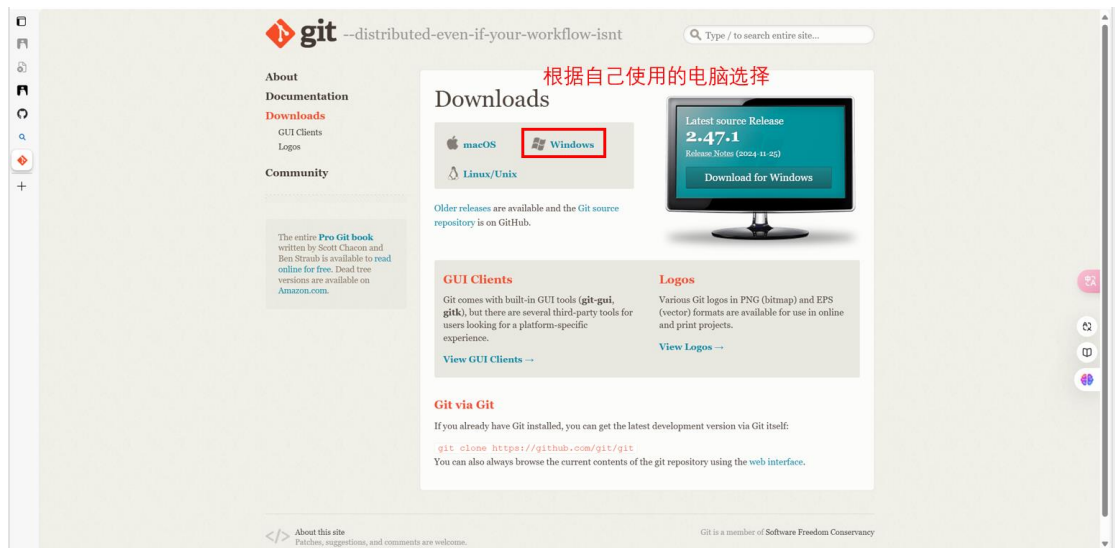 git --distributed-even-if-your-workflow-isnt
Type / to search entire site...
根据自己使用的电脑选择
About
Documentation
Downloads
GUI Clients
Logos
Community
The entire Pro Git book
written by Scott Chacon and
Ben Straub is available to read
online for free. Dead tree
versions are available on
Amazon.com.
Downloads
macOS
Windows
Linux/Unix
Older releases are available and the Git source
repository is on GitHub.
Latest source Release
2.47.1
Release Notes (2024-11-25)
Download for Windows
GUI Clients
Git comes with built-in GUI tools (git-gui,
gitk), but there are several third-party tools for
users looking for a platform-specific
experience.
View GUI Clients →
Logos
Various Git logos in PNG (bitmap) and EPS
(vector) formats are available for use in online
and print projects.
View Logos →
Git via Git
If you already have Git installed, you can get the latest development version via Git itself:
git clone https://github.com/git/git
You can also always browse the current contents of the git repository using the web interface.
</> About this site
Patches, suggestions, and comments are welcome.
Git is a member of Software Freedom Conservancy